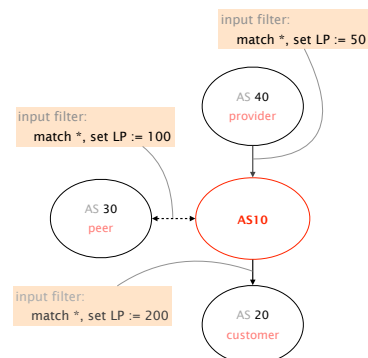 input filter:
match *, set LP := 50
AS 40
provider
input filter:
match *, set LP := 100
AS 30
peer
AS10
input filter:
match *, set LP := 200
AS 20
customer